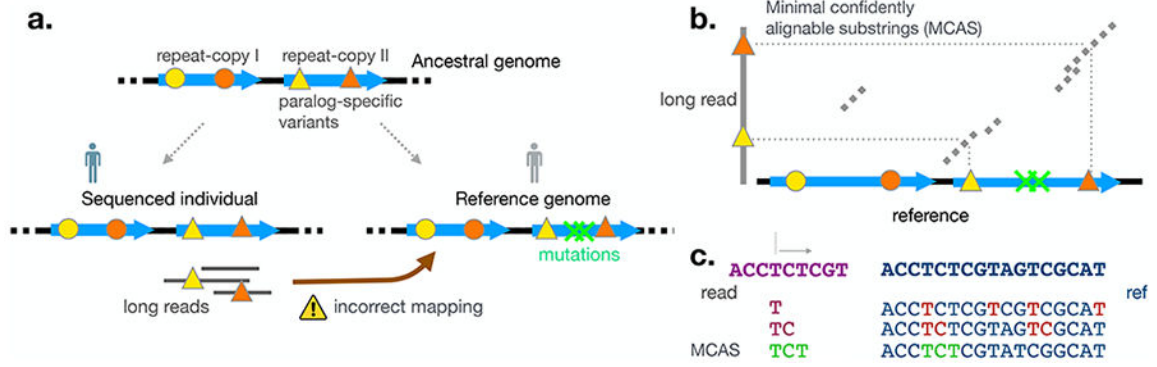 a.
repeat-copy I
repeat-copy II
Ancestral genome
paralog-specific
variants
Sequenced individual
Reference genome
mutations
long reads
incorrect mapping
b.
Minimal confidently
alignable substrings (MCAS)
long read
reference
c.
ACCTCTCGT ACCTCTCGTAGTCGCAT
read ref
T ACCTCTCGTCGTCGCAT
TC ACCTCTCGTAGTCGCAT
MCAS TCT ACCTCTCGTATCGGCAT